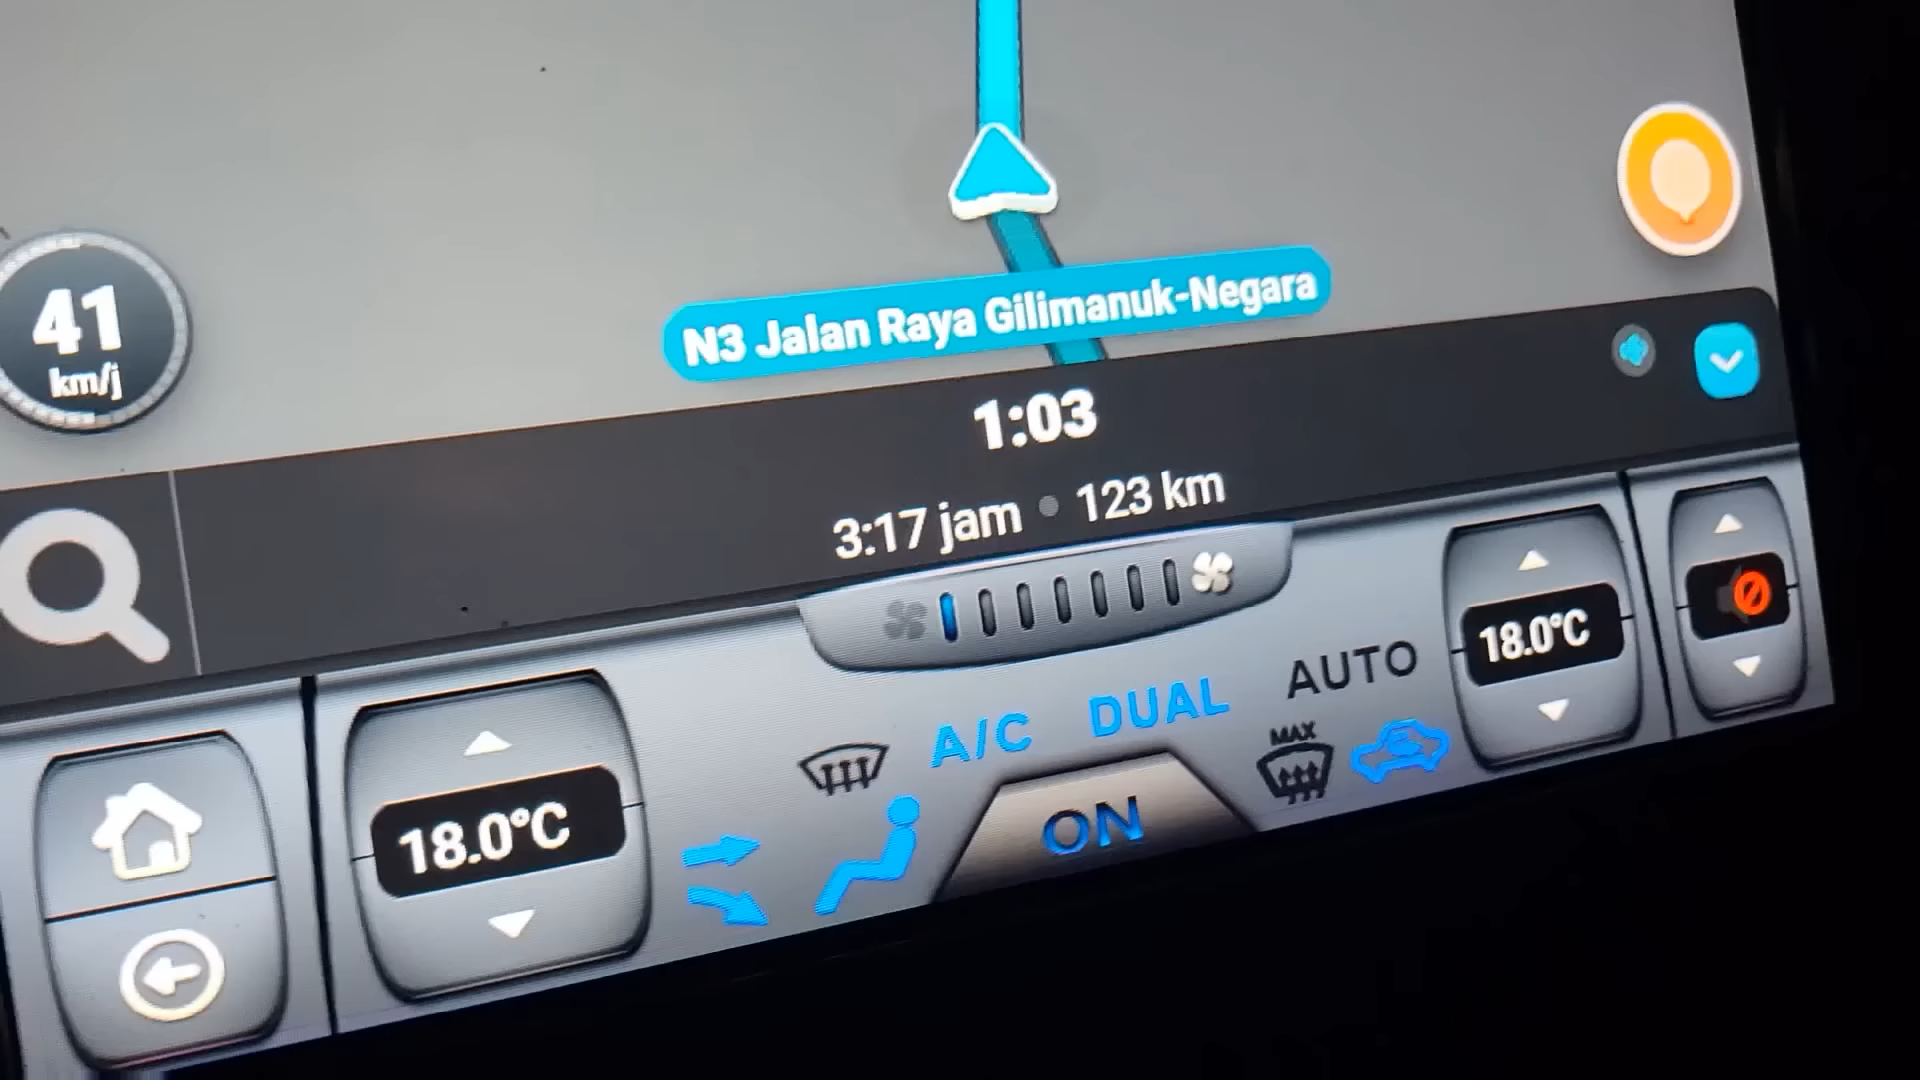 41
km/j
N3 Jalan Raya Gilimanuk-Negara
1:03
3:17 jam • 123 km
18.0°C
A/C DUAL AUTO
18.0°C
MAX
ON